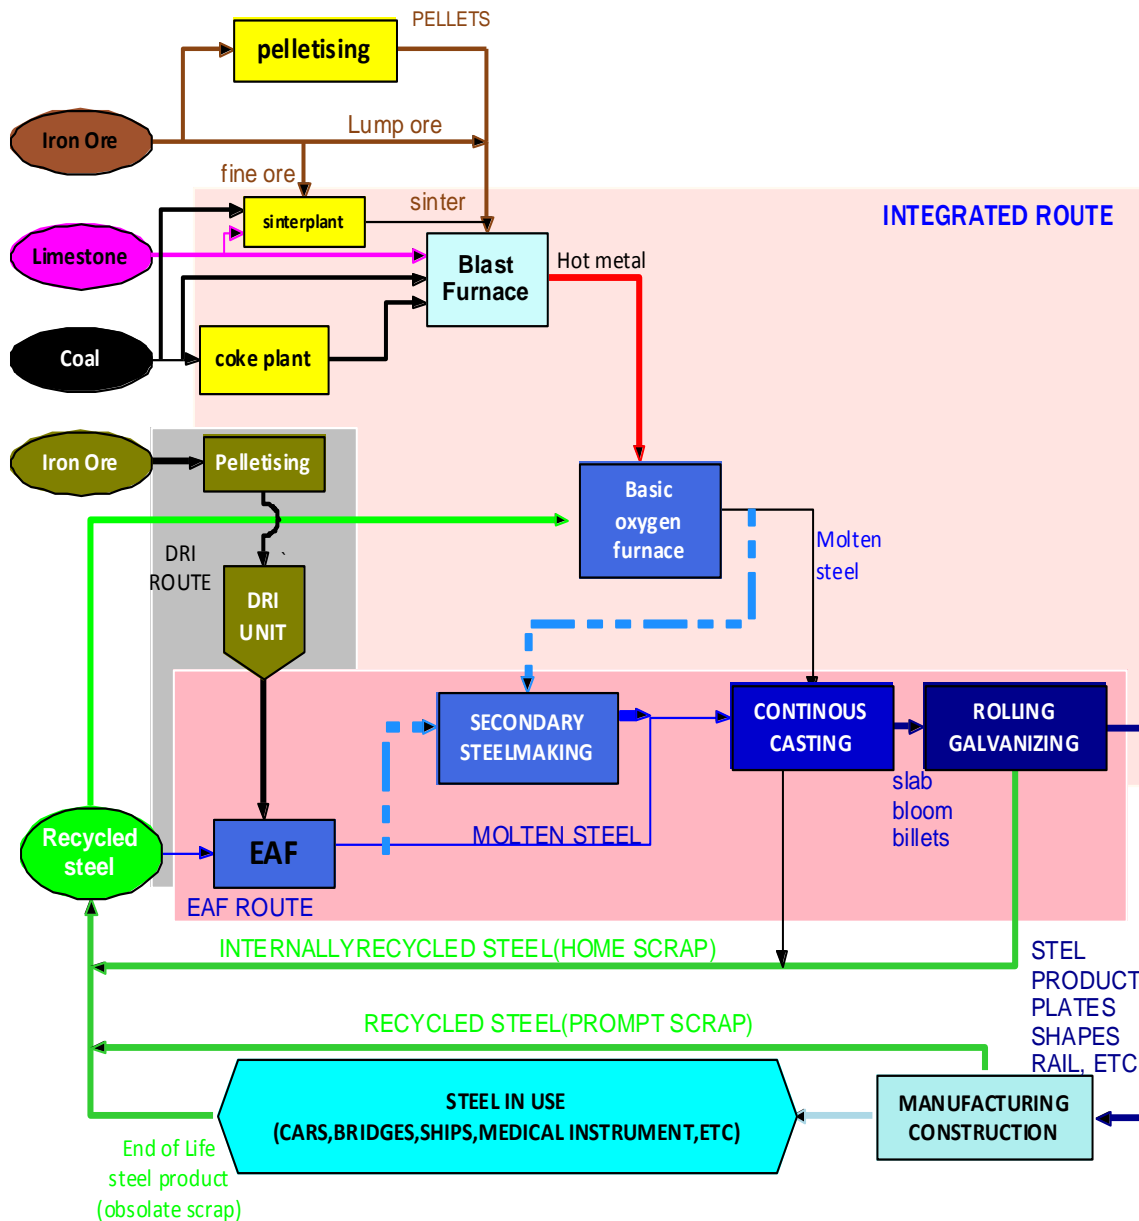 PELLETS
pelletising
Iron Ore
Lump ore
fine ore
sinter
sinterplant
INTEGRATED ROUTE
Limestone
Blast
Furnace
Hot metal
Coal
coke plant
Iron Ore
Pelletising
Basic
oxygen
furnace
Molten
steel
DRI
ROUTE
DRI
UNIT
SECONDARY
STEELMAKING
CONTINOUS
CASTING
ROLLING
GALVANIZING
slab
bloom
billets
Recycled
steel
EAF
MOLTEN STEEL
EAF ROUTE
INTERNALLYRECYCLED STEEL(HOME SCRAP)
STEL
PRODUCT
PLATES
SHAPES
RAIL, ETC
RECYCLED STEEL(PROMPT SCRAP)
STEEL IN USE
(CARS,BRIDGES,SHIPS,MEDICAL INSTRUMENT,ETC)
MANUFACTURING
CONSTRUCTION
End of Life
steel product
(obsolate scrap)